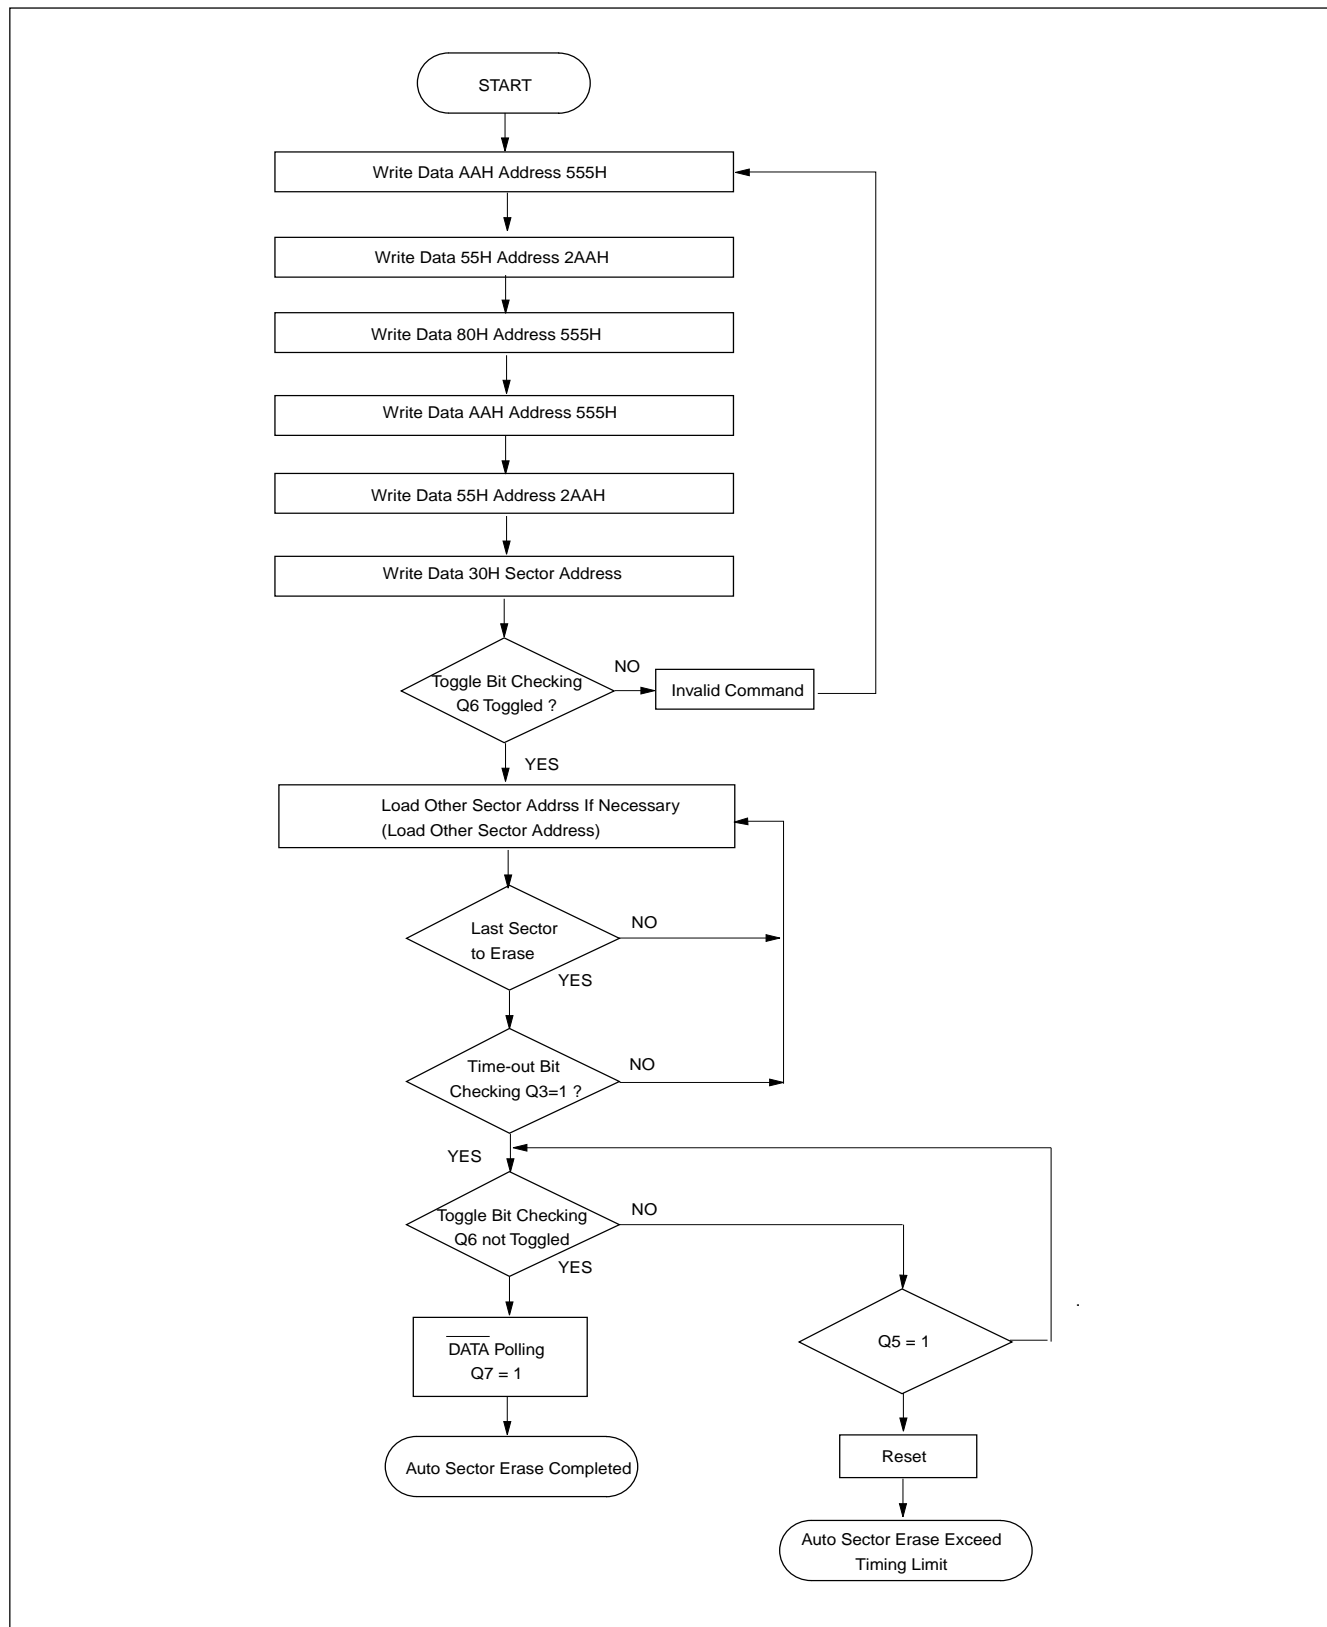 START
Write Data AAH Address 555H
Write Data 55H Address 2AAH
Write Data 80H Address 555H
Write Data AAH Address 555H
Write Data 55H Address 2AAH
Write Data 30H Sector Address
Toggle Bit Checking
Q6 Toggled ?
NO
Invalid Command
YES
Load Other Sector Addrss If Necessary
(Load Other Sector Address)
Last Sector
to Erase
NO
YES
Time-out Bit
Checking Q3=1 ?
NO
YES
Toggle Bit Checking
Q6 not Toggled
NO
YES
DATA Polling
Q7 = 1
Q5 = 1
Auto Sector Erase Completed
Reset
Auto Sector Erase Exceed
Timing Limit